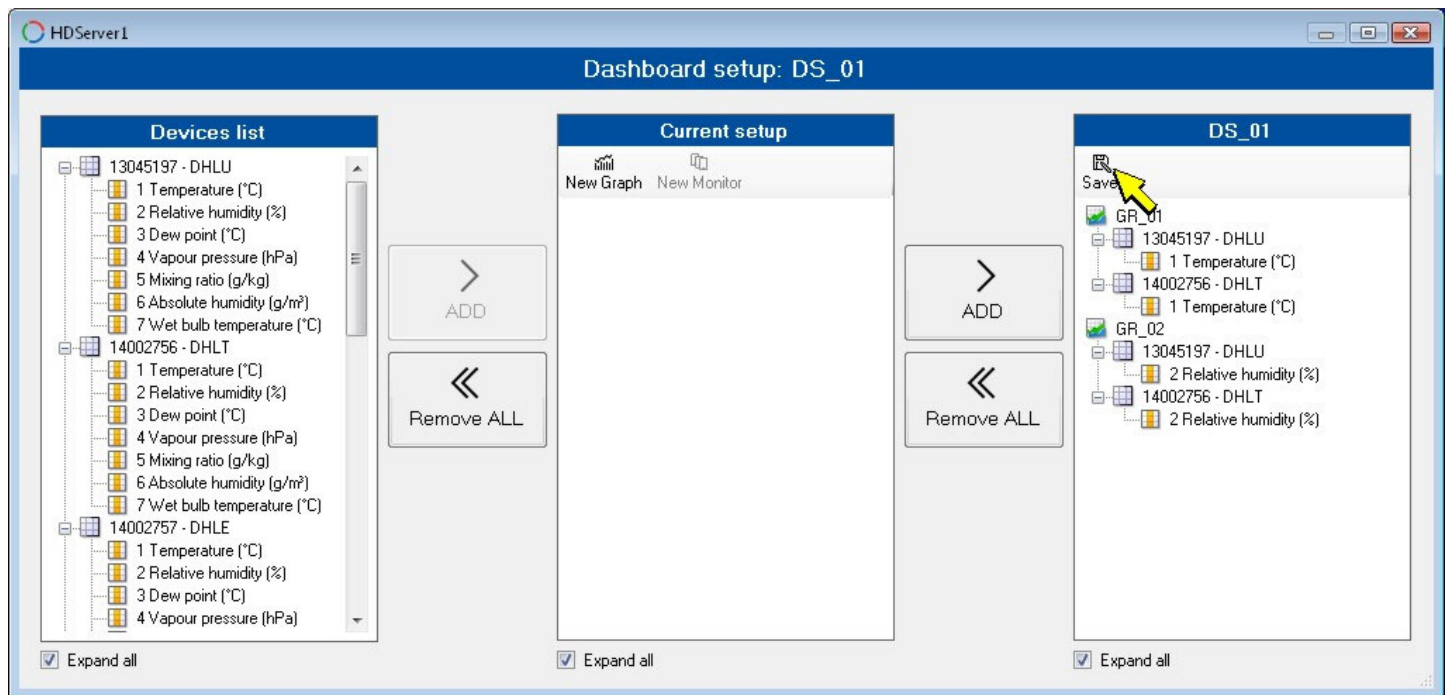 HDServer1
Dashboard setup: DS_01
Devices list
13045197 - DHLU
1 Temperature (°C)
2 Relative humidity (%)
3 Dew point (°C)
4 Vapour pressure (hPa)
5 Mixing ratio (g/kg)
6 Absolute humidity (g/m³)
7 Wet bulb temperature (°C)
14002756 - DHLT
1 Temperature (°C)
2 Relative humidity (%)
3 Dew point (°C)
4 Vapour pressure (hPa)
5 Mixing ratio (g/kg)
6 Absolute humidity (g/m³)
7 Wet bulb temperature (°C)
14002757 - DHLE
1 Temperature (°C)
2 Relative humidity (%)
3 Dew point (°C)
4 Vapour pressure (hPa)
Expand all
ADD
Remove ALL
Current setup
New Graph New Monitor
Expand all
ADD
Remove ALL
DS_01
Save
GR_01
13045197 - DHLU
1 Temperature (°C)
14002756 - DHLT
1 Temperature (°C)
GR_02
13045197 - DHLU
2 Relative humidity (%)
14002756 - DHLT
2 Relative humidity (%)
Expand all